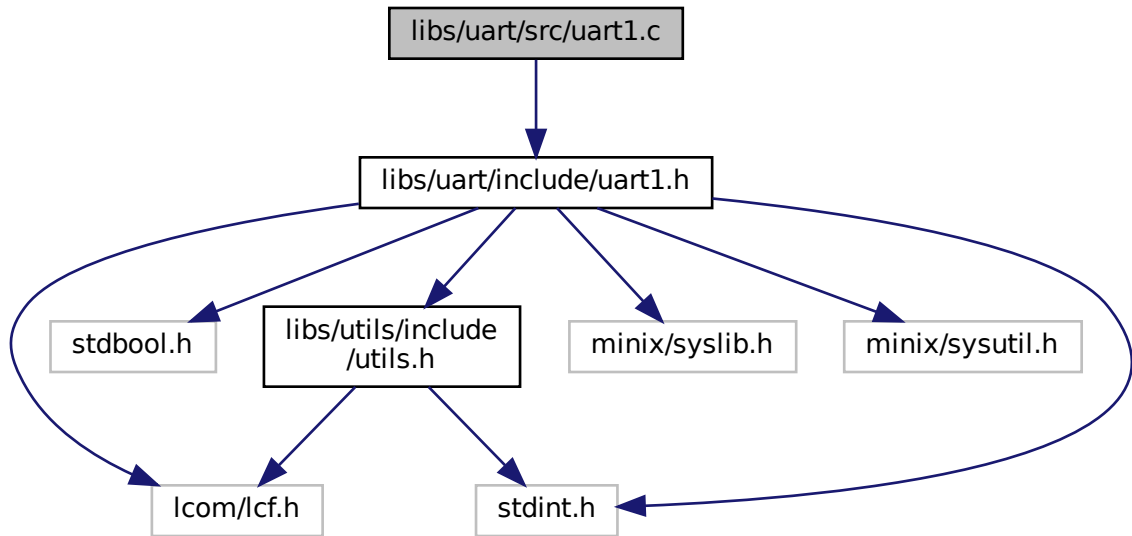 libs/uart/src/uart1.c
libs/uart/include/uart1.h
stdbool.h
libs/utils/include
/utils.h
minix/syslib.h
minix/sysutil.h
lcom/lcf.h
stdint.h